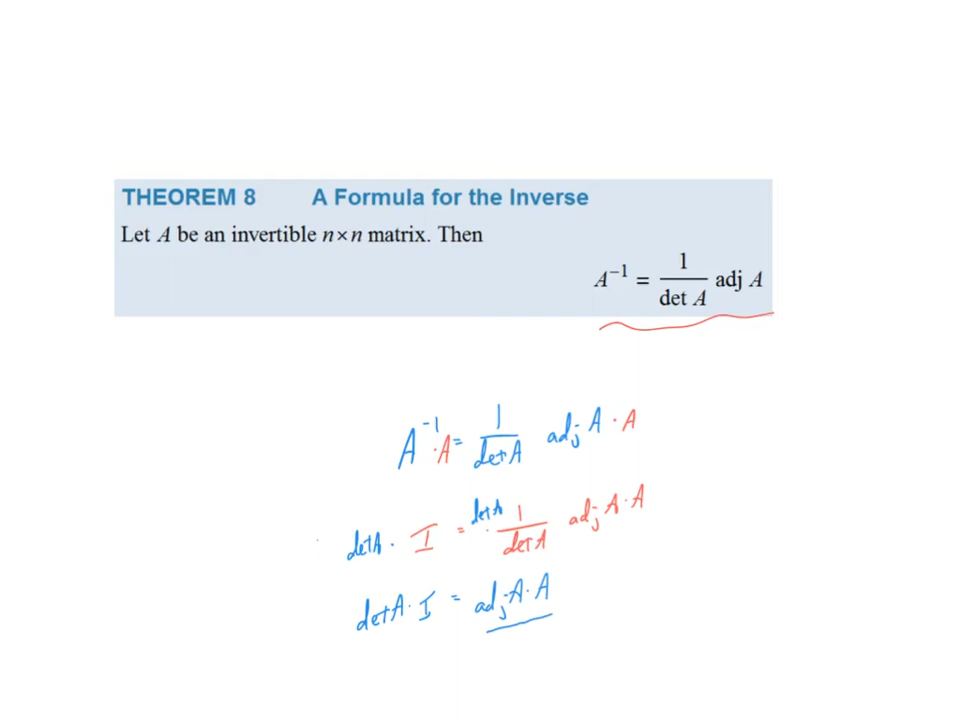 THEOREM 8 A Formula for the Inverse
Let A be an invertible n×n matrix. Then
A⁻¹ = 1/det A adj A
A⁻¹ · A = 1/detA adj A · A
detA · I = detA · 1/detA adj A · A
detA · I = adj A · A